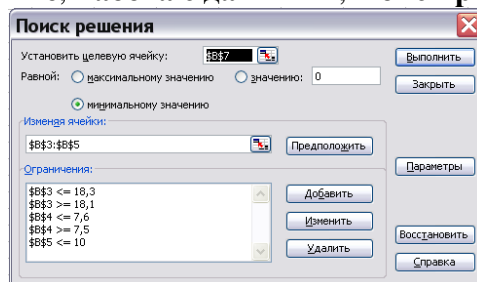 Поиск решения
Установить целевую ячейку: $B$7 Выполнить
Равной: максимальному значению значению: 0 Закрыть
минимальному значению
Изменяя ячейки:
$B$3:$B$5 Предположить
Ограничения: Параметры
$B$3 <= 18,3 Добавить
$B$3 >= 18,1
$B$4 <= 7,6 Изменить
$B$4 >= 7,5 Восстановить
$B$5 <= 10 Удалить
Справка